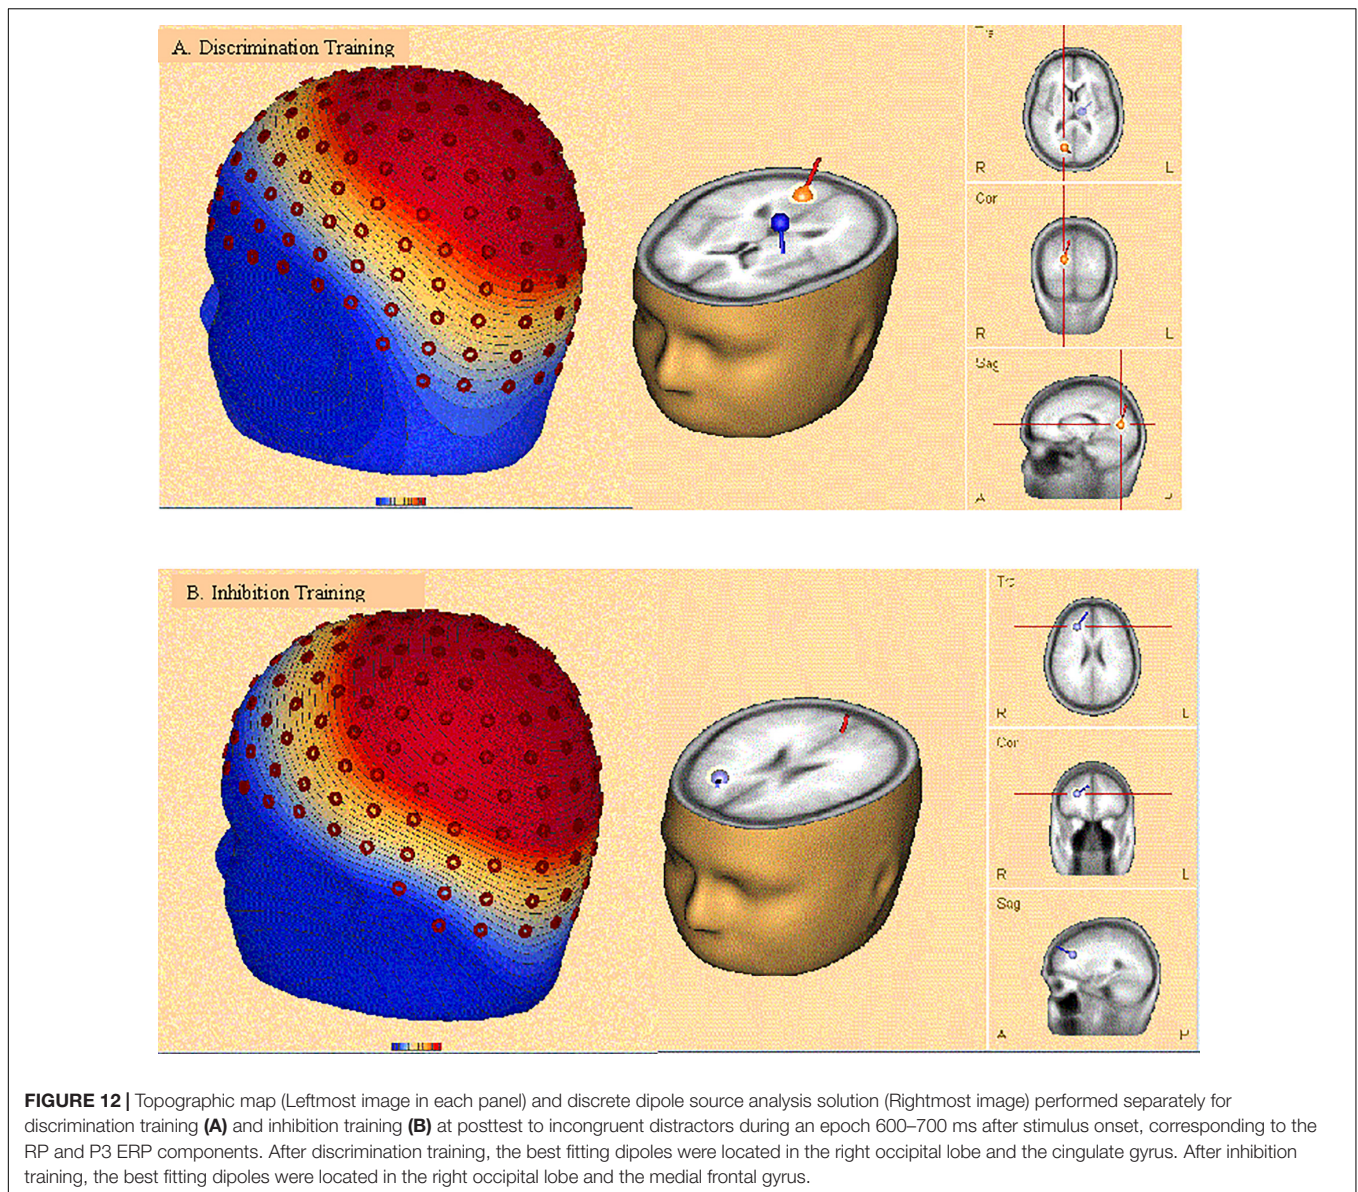 A. Discrimination Training
R L
Cor
R L
Sag
A
B. Inhibition Training
R L
Cor
R L
Sag
A P
FIGURE 12 | Topographic map (Leftmost image in each panel) and discrete dipole source analysis solution (Rightmost image) performed separately for
discrimination training (A) and inhibition training (B) at posttest to incongruent distractors during an epoch 600–700 ms after stimulus onset, corresponding to the
RP and P3 ERP components. After discrimination training, the best fitting dipoles were located in the right occipital lobe and the cingulate gyrus. After inhibition
training, the best fitting dipoles were located in the right occipital lobe and the medial frontal gyrus.